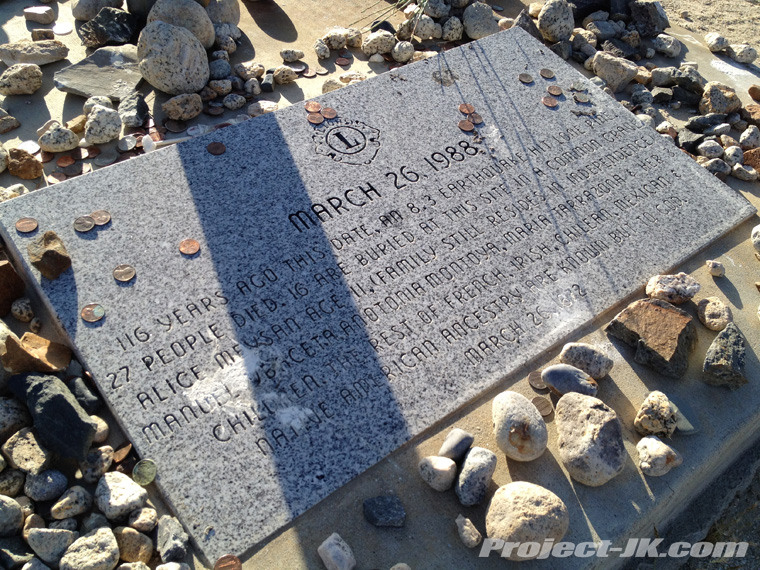 L
MARCH 26, 1988
116 YEARS AGO THIS DATE, AN 8.3 EARTHQUAKE HIT
27 PEOPLE DIED. 16 ARE BURIED AT THIS SITE IN A COMMON GRAVE
ALICE MEYSAN AGE 11, (FAMILY STILL RESIDES IN INDEPENDENCE)
MANUEL ANOTONIA MONTOYA, MARIA TARRAZONA & HER
CHILDREN. THE REST OF FRENCH, IRISH, CHILEAN, MEXICAN, &
NATIVE AMERICAN ANCESTRY, ARE KNOWN BUT TO GOD
MARCH 26, 1872
Project-JK.com